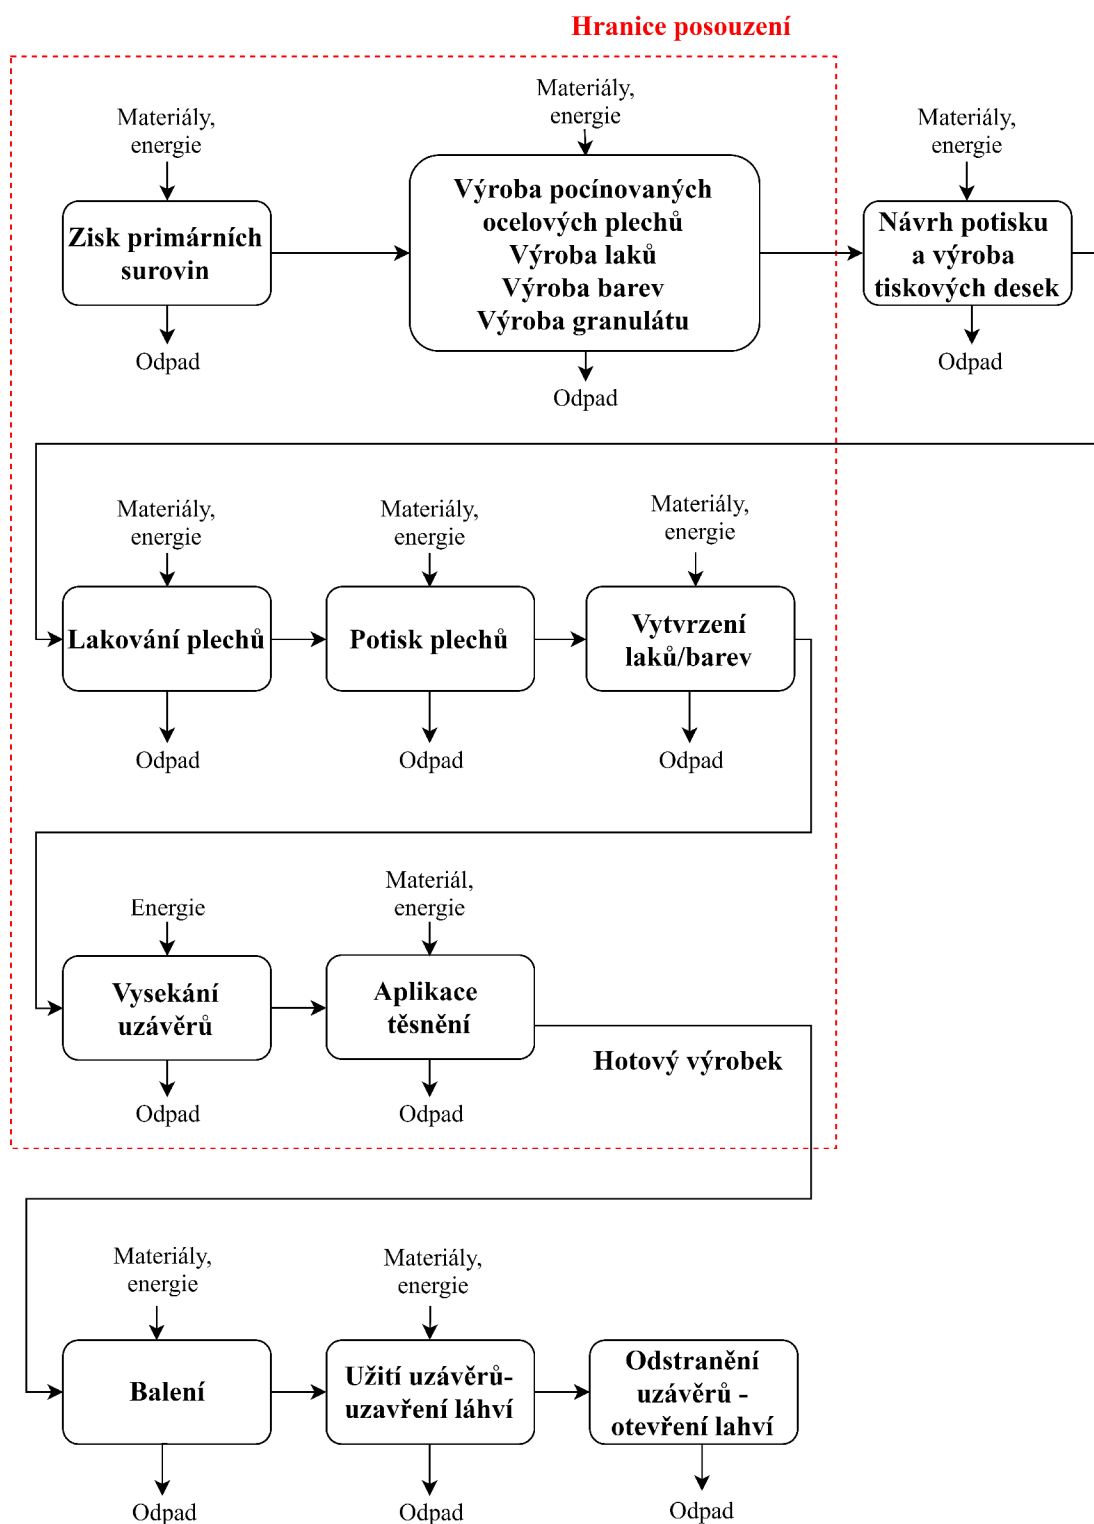 Hranice posouzení
Materiály,
energie
Materiály,
energie
Materiály,
energie
Zisk primárních
surovin
Výroba pocínovaných
ocelových plechů
Výroba laků
Výroba barev
Výroba granulátu
Návrh potisku
a výroba
tiskových desek
Odpad
Odpad
Odpad
Materiály,
energie
Materiály,
energie
Materiály,
energie
Lakování plechů
Potisk plechů
Vytvrzení
laků/barev
Odpad
Odpad
Odpad
Energie
Materiál,
energie
Vysekání
uzávěrů
Aplikace
těsnění
Hotový výrobek
Odpad
Odpad
Materiály,
energie
Materiály,
energie
Balení
Užití uzávěrů-
uzavření láhví
Odstranění
uzávěrů -
otevření lahví
Odpad
Odpad
Odpad